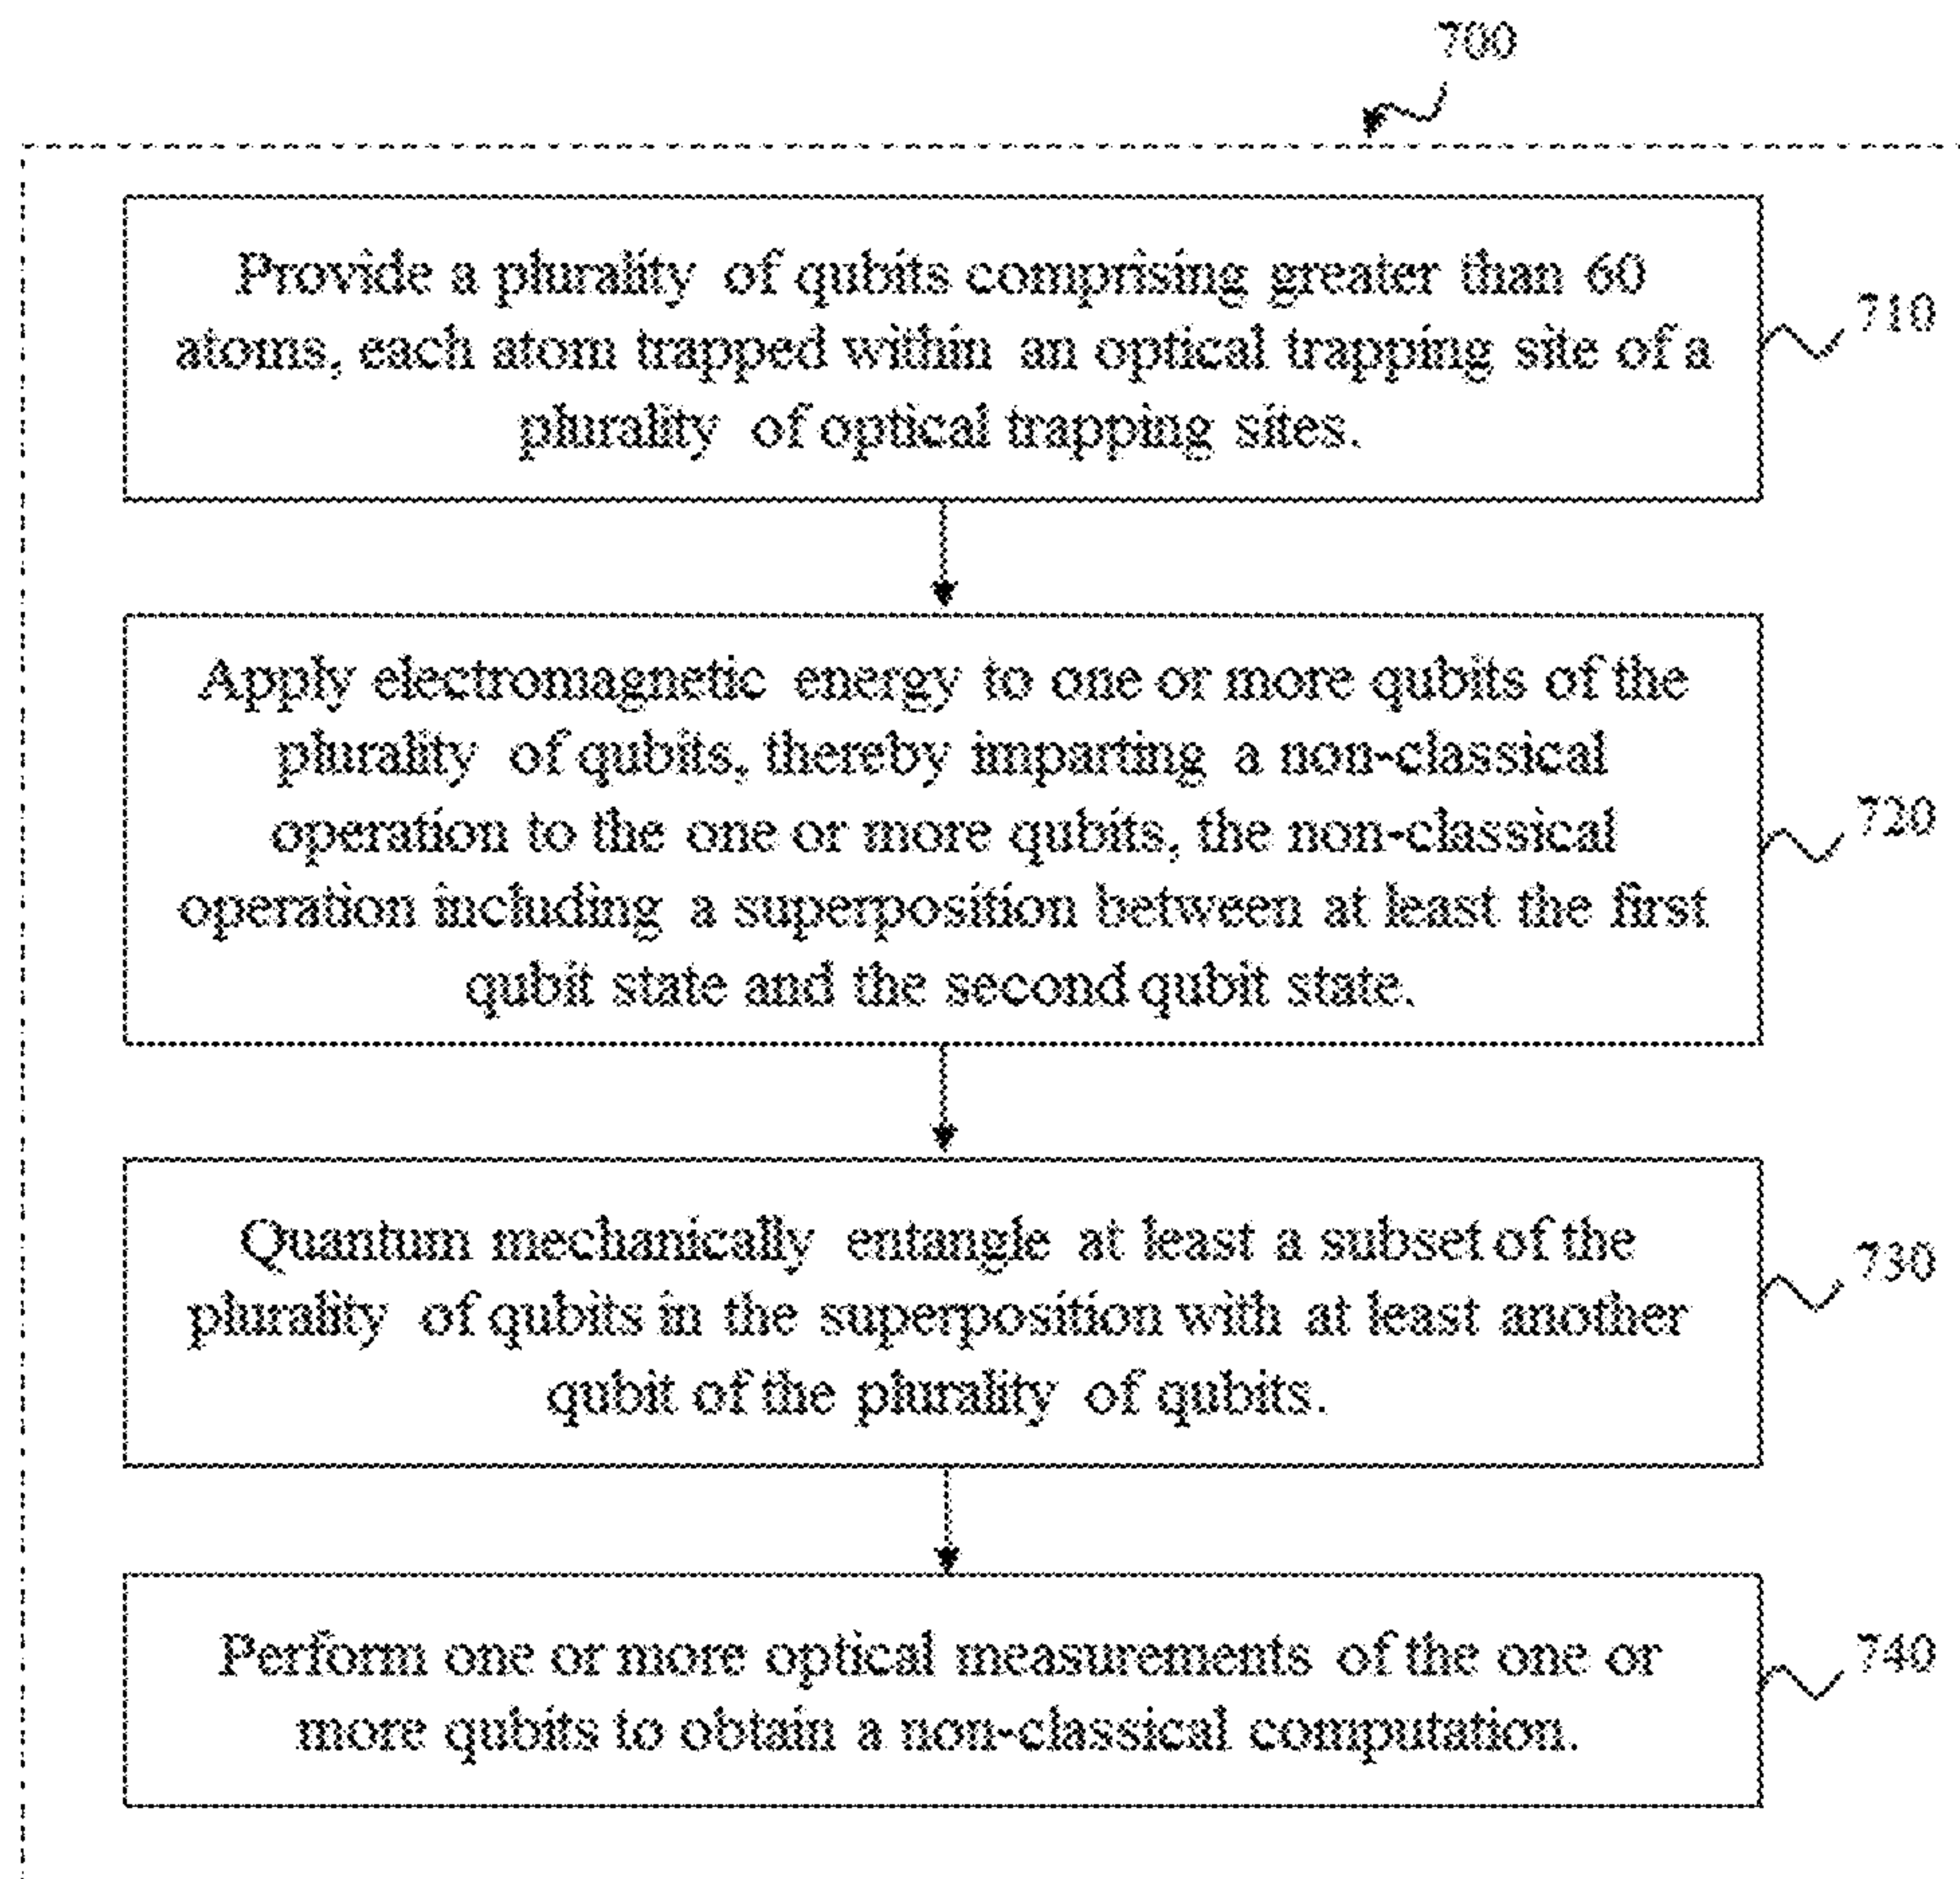 700
Provide a plurality of qubits comprising greater than 60
atoms, each atom trapped within an optical trapping site of a
plurality of optical trapping sites.
710
Apply electromagnetic energy to one or more qubits of the
plurality of qubits, thereby imparting a non-classical
operation to the one or more qubits, the non-classical
operation including a superposition between at least the first
qubit state and the second qubit state.
720
Quantum mechanically entangle at least a subset of the
plurality of qubits in the superposition with at least another
qubit of the plurality of qubits.
730
Perform one or more optical measurements of the one or
more qubits to obtain a non-classical computation.
740